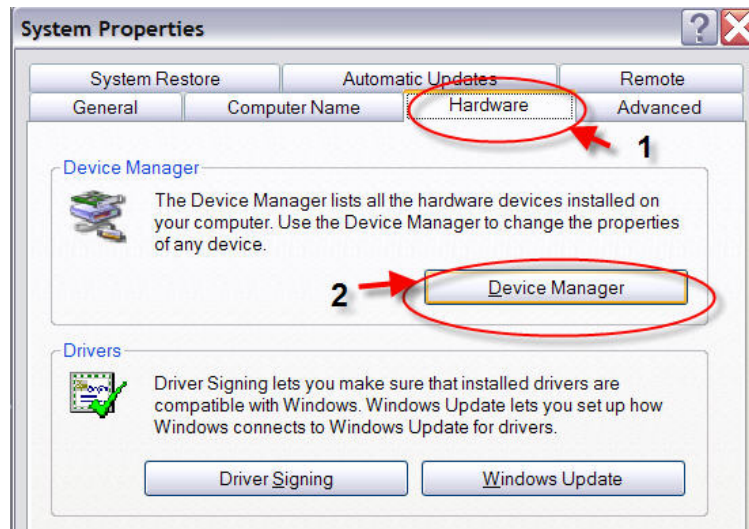 System Properties
System Restore Automatic Updates Remote
General Computer Name Hardware Advanced
1
Device Manager
The Device Manager lists all the hardware devices installed on
your computer. Use the Device Manager to change the properties
of any device.
2 Device Manager
Drivers
Driver Signing lets you make sure that installed drivers are
compatible with Windows. Windows Update lets you set up how
Windows connects to Windows Update for drivers.
Driver Signing Windows Update